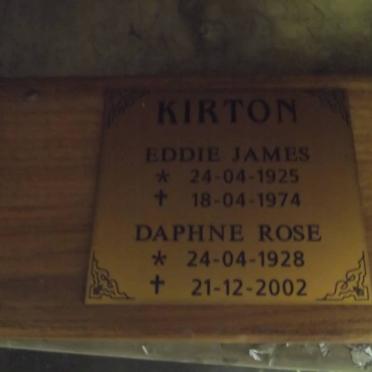 KIRTON
EDDIE JAMES
* 24-04-1925
✝ 18-04-1974
DAPHNE ROSE
* 24-04-1928
✝ 21-12-2002